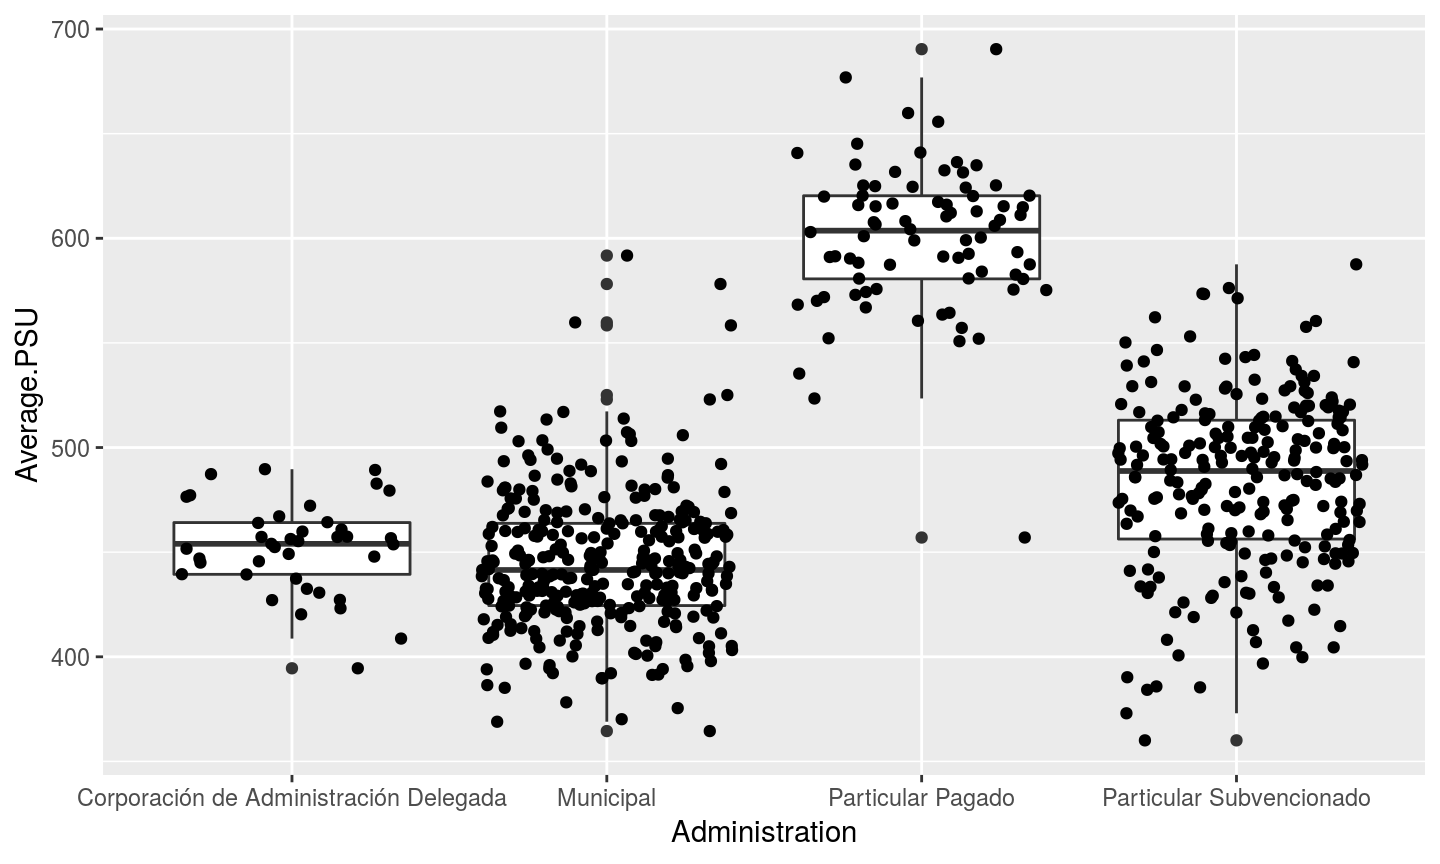 700
600
500
400
Average.PSU
Corporación de Administración Delegada
Municipal
Particular Pagado
Particular Subvencionado
Administration